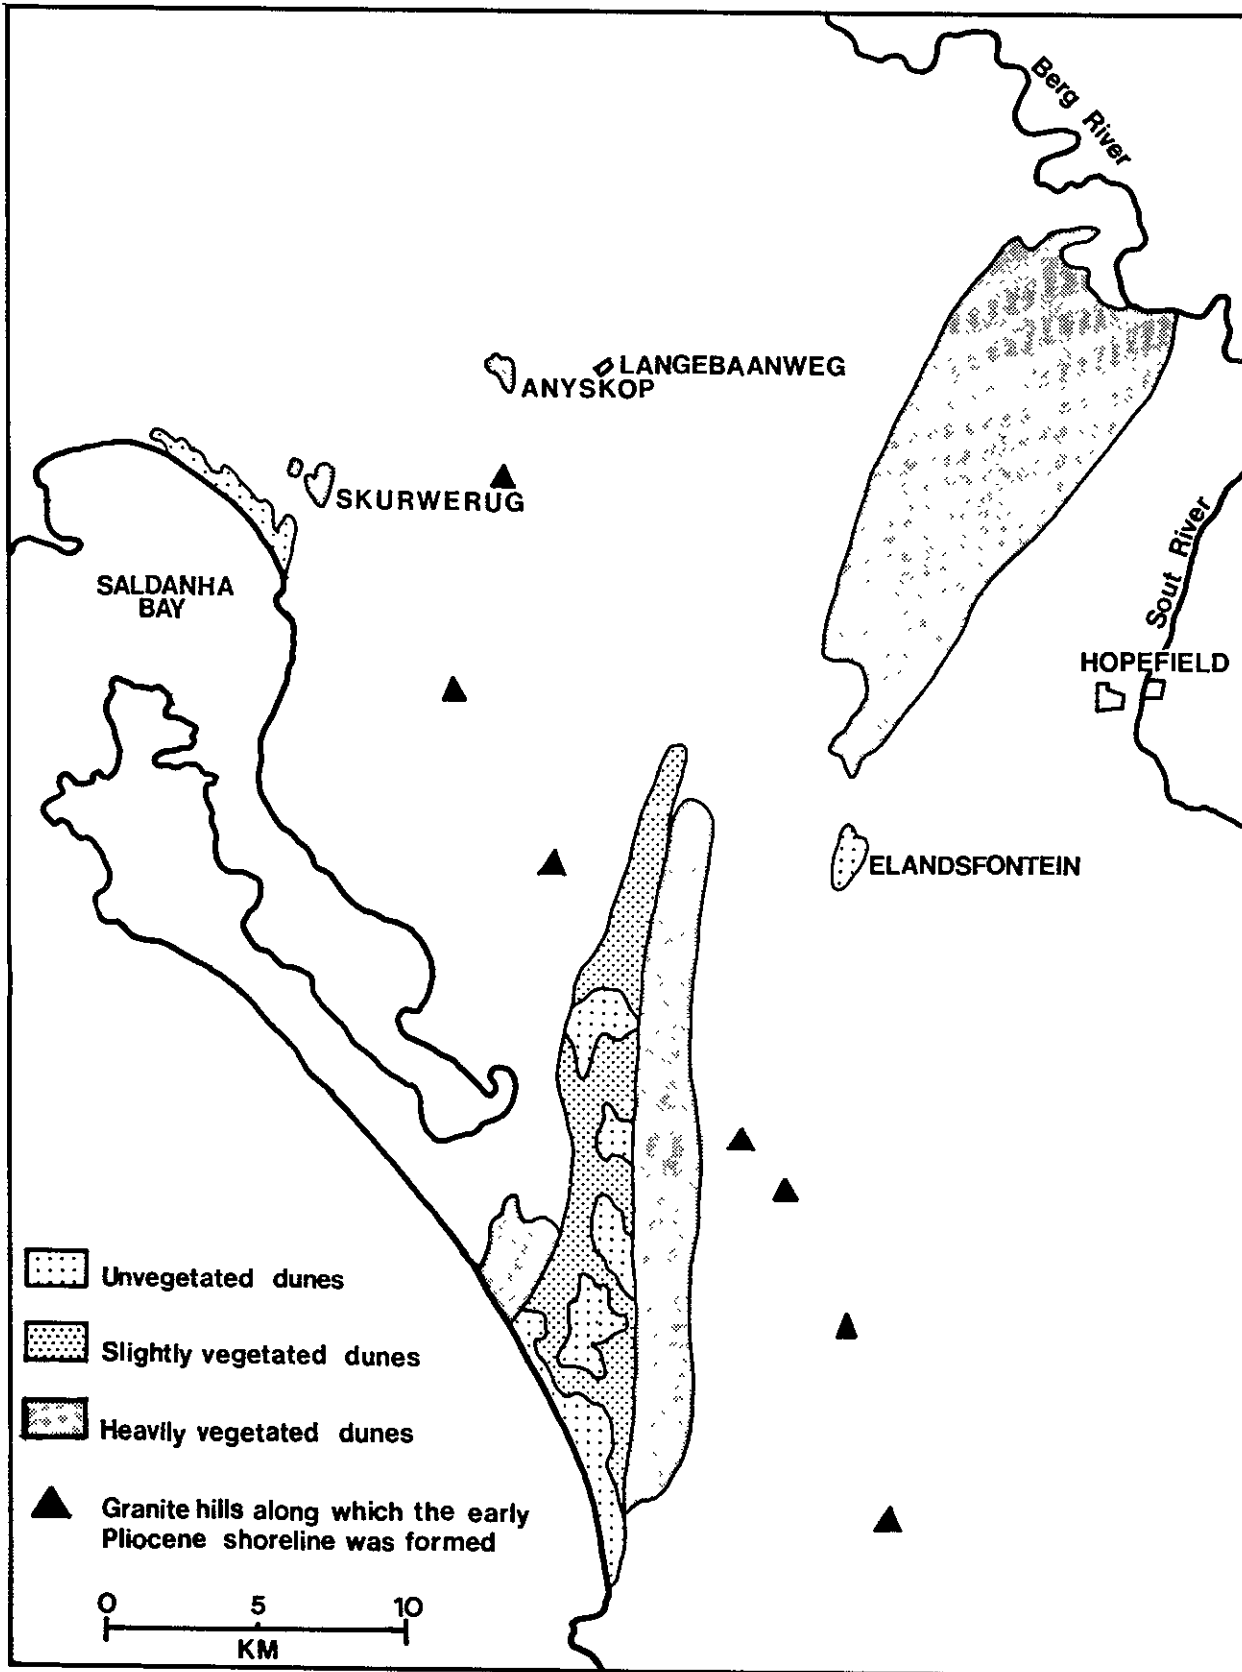 Berg River
LANGEBAANWEG
ANYSKOP
SKURWERUG
SALDANHA
BAY
Sout River
HOPEFIELD
ELANDSFONTEIN
Unvegetated dunes
Slightly vegetated dunes
Heavily vegetated dunes
Granite hills along which the early
Pliocene shoreline was formed
0 5 10
KM